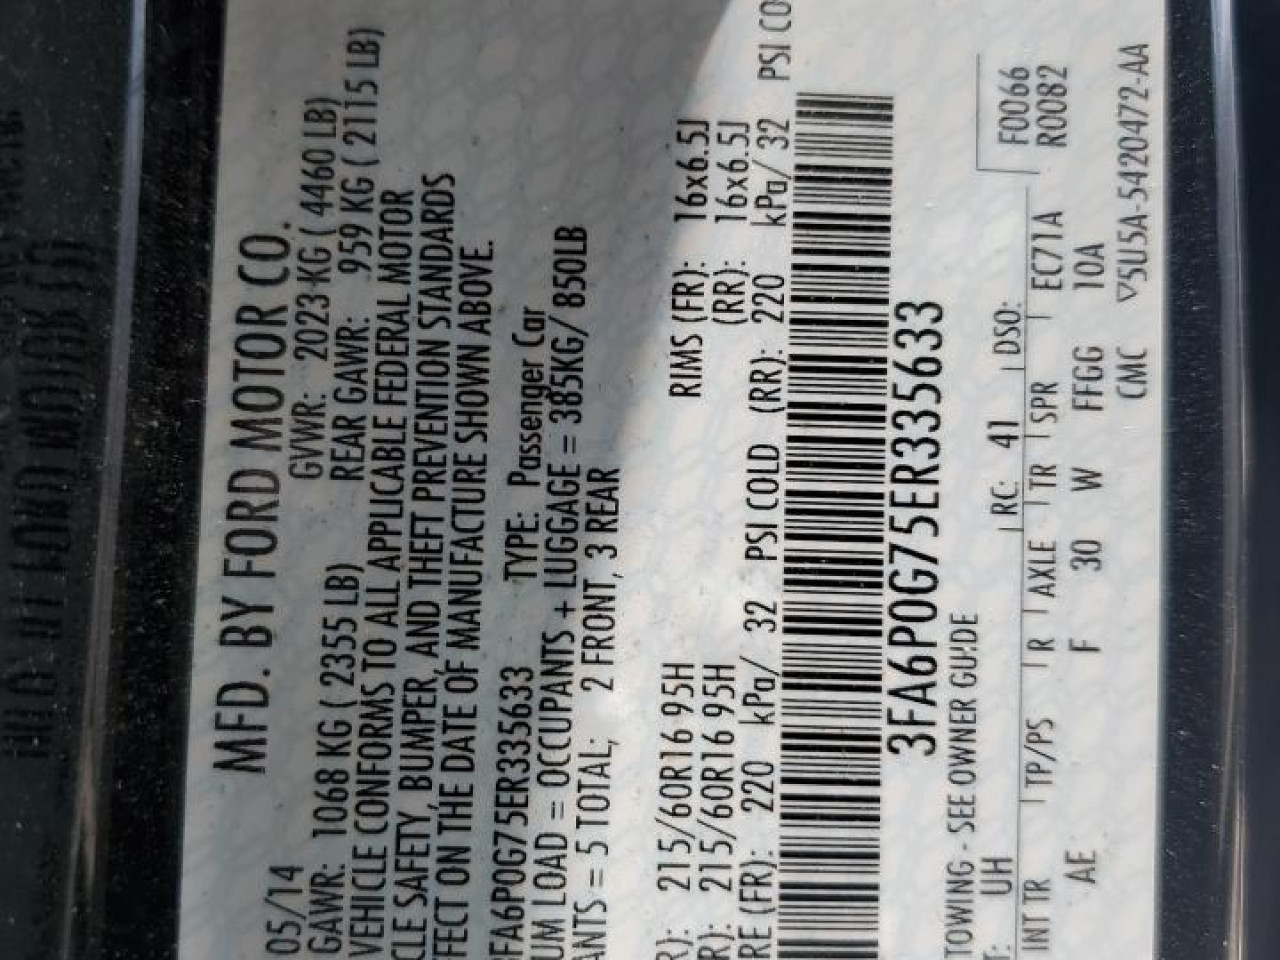 MFD. BY FORD MOTOR CO.
05/14 GVWR: 2023 KG ( 4460 LB)
GAWR: 1068 KG ( 2355 LB) REAR GAWR: 959 KG ( 2115 LB)
VEHICLE CONFORMS TO ALL APPLICABLE FEDERAL MOTOR
CLE SAFETY, BUMPER, AND THEFT PREVENTION STANDARDS
FFECT ON THE DATE OF MANUFACTURE SHOWN ABOVE.
FA6P0G75ER335633 TYPE: Passenger Car
UM LOAD = OCCUPANTS + LUGGAGE = 385KG/ 850LB
ANTS = 5 TOTAL; 2 FRONT, 3 REAR
R): 215/60R16 95H RIMS (FR): 16x6.5J
R): 215/60R16 95H (RR): 16x6.5J
RE (FR): 220 kPa/ 32 PSI COLD (RR): 220 kPa/ 32 PSI CO
3FA6P0G75ER335633
TOWING - SEE OWNER GUIDE F0066
T: UH RC: 41 DSO: R0082
INT TR TP/PS R AXLE TR SPR EC71A
AE F 30 W FFGG 10A
CMC V5U5A-5420472-AA